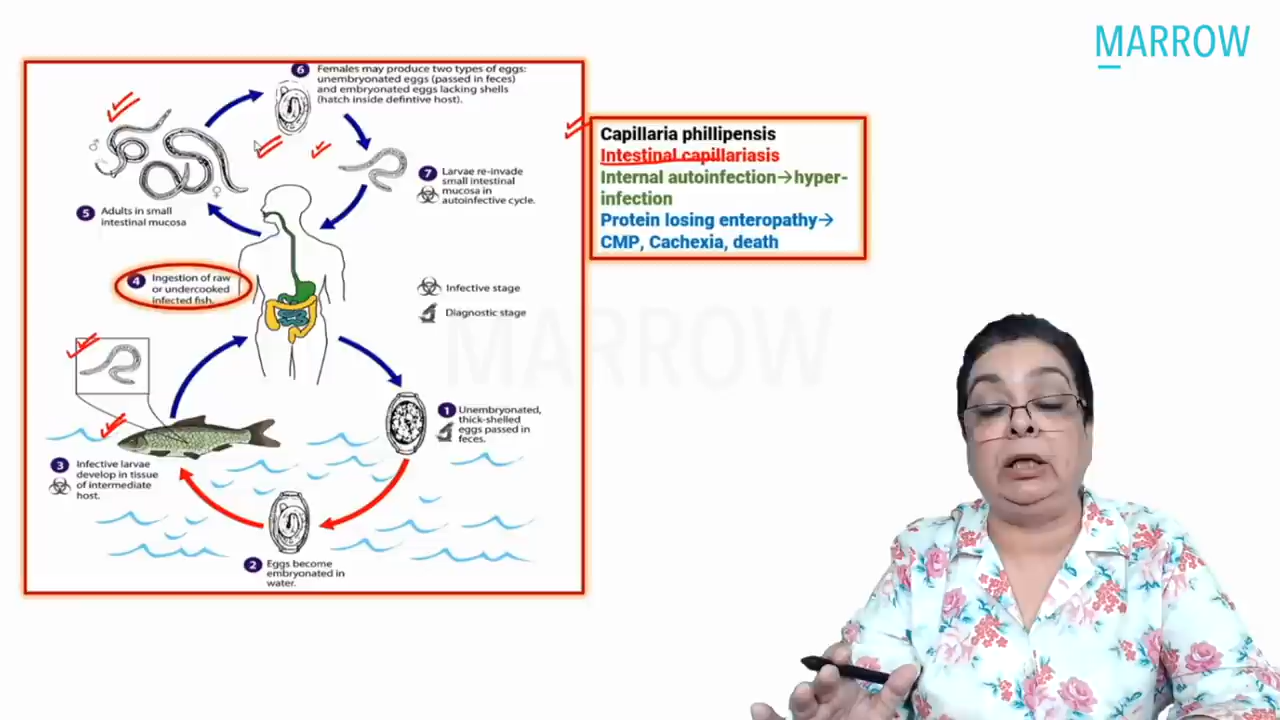 MARROW
6 Females may produce two types of eggs:
unembryonated eggs (passed in feces)
and embryonated eggs lacking shells
(hatch inside defintive host).
Capillaria phillipensis
Intestinal capillariasis
Internal autoinfection→hyper-
infection
Protein losing enteropathy→
CMP, Cachexia, death
7 Larvae re-invade
small intestinal
mucosa in
autoinfective cycle.
5 Adults in small
intestinal mucosa
4 Ingestion of raw
or undercooked
infected fish.
Infective stage
Diagnostic stage
MARROW
1 Unembryonated,
thick-shelled
eggs passed in
feces.
3 Infective larvae
develop in tissue
of intermediate
host.
2 Eggs become
embryonated in
water.